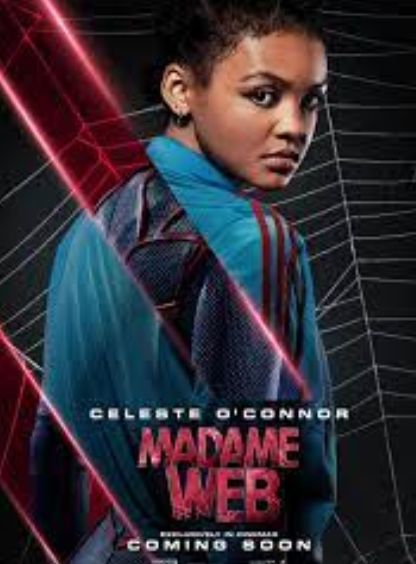 CELESTE O'CONNOR
MADAME
WEB
EXCLUSIVELY IN CINEMAS
COMING SOON